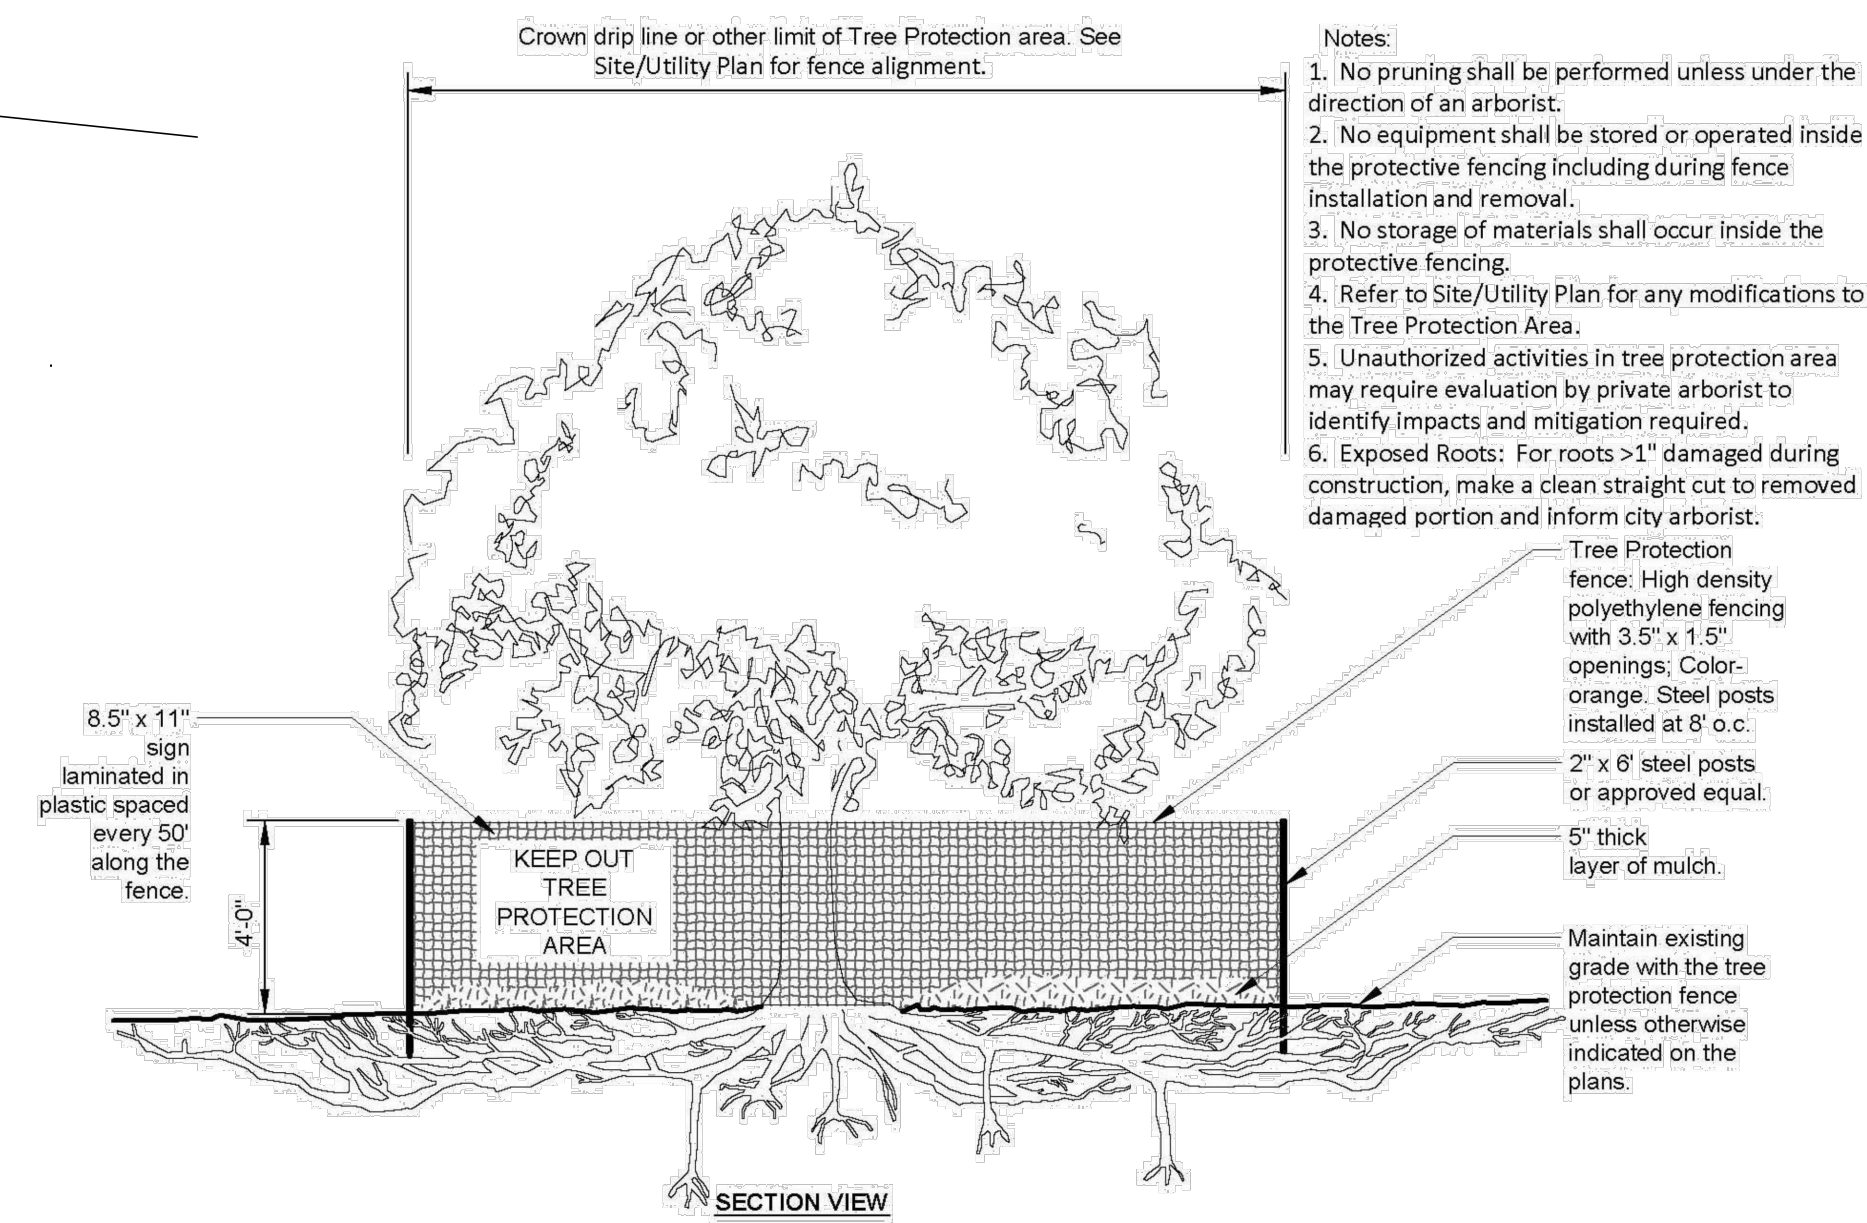 Crown drip line or other limit of Tree Protection area. See
Site/Utility Plan for fence alignment.
Notes:
1. No pruning shall be performed unless under the
direction of an arborist.
2. No equipment shall be stored or operated inside
the protective fencing including during fence
installation and removal.
3. No storage of materials shall occur inside the
protective fencing.
4. Refer to Site/Utility Plan for any modifications to
the Tree Protection Area.
5. Unauthorized activities in tree protection area
may require evaluation by private arborist to
identify impacts and mitigation required.
6. Exposed Roots: For roots >1" damaged during
construction, make a clean straight cut to removed
damaged portion and inform city arborist.
Tree Protection
fence: High density
polyethylene fencing
with 3.5" x 1.5"
openings; Color-
orange. Steel posts
installed at 8' o.c.
2" x 6' steel posts
or approved equal.
5" thick
layer of mulch.
Maintain existing
grade with the tree
protection fence
unless otherwise
indicated on the
plans.
8.5" x 11"
sign
laminated in
plastic spaced
every 50'
along the
fence.
4'-0"
KEEP OUT
TREE
PROTECTION
AREA
SECTION VIEW